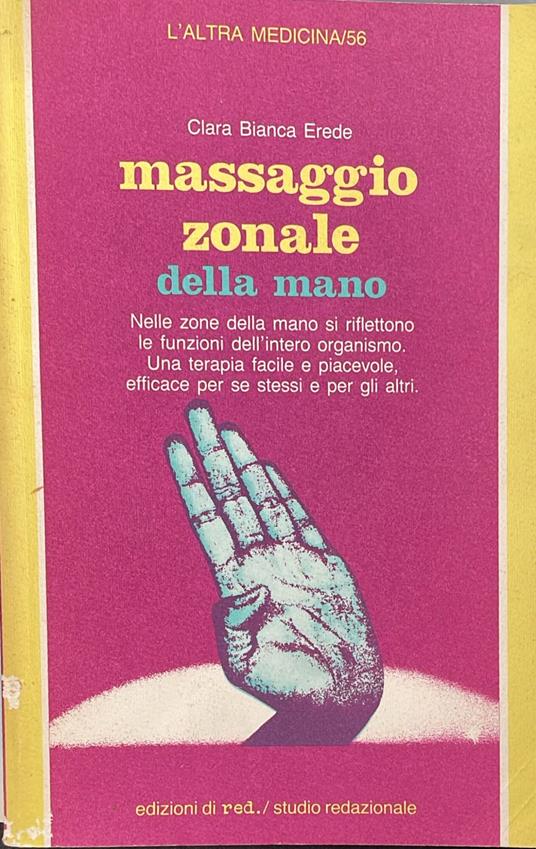 L'ALTRA MEDICINA/56
Clara Bianca Erede
massaggio
zonale
della mano
Nelle zone della mano si riflettono
le funzioni dell'intero organismo.
Una terapia facile e piacevole,
efficace per se stessi e per gli altri.
edizioni di red./ studio redazionale